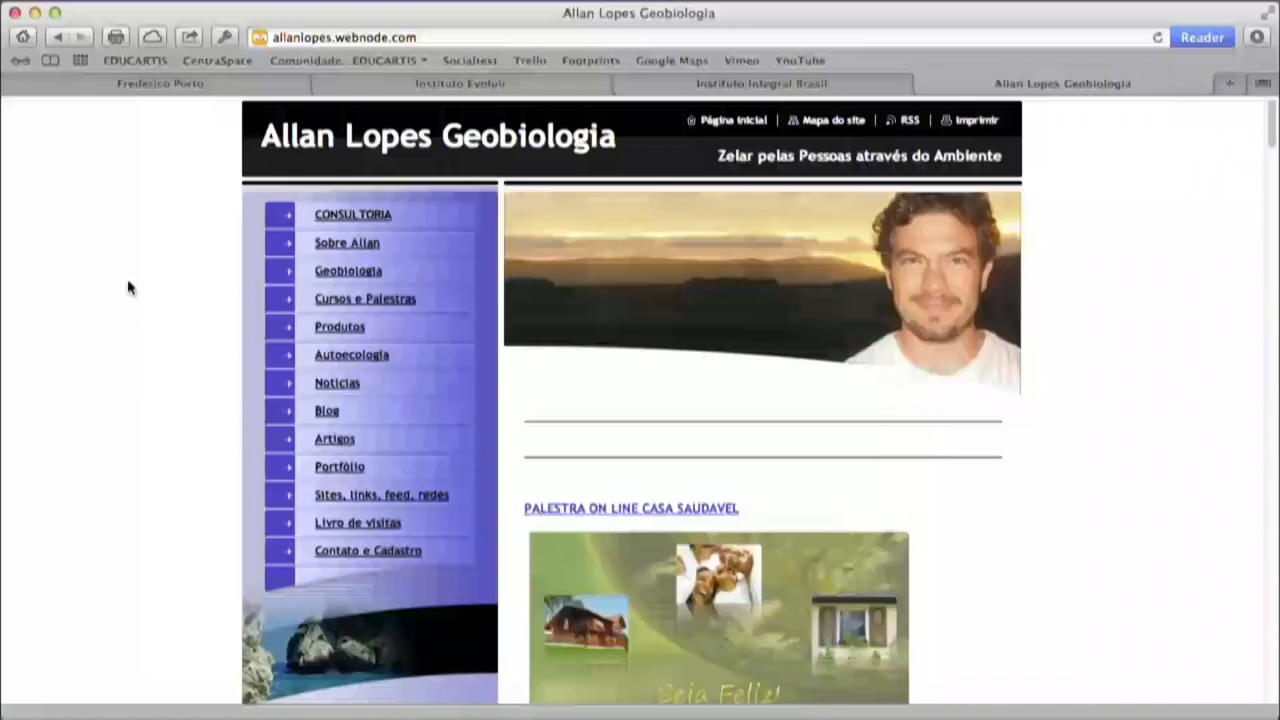 Allan Lopes Geobiologia
allanlopes.webnode.com
Reader
EDUCARTIS CentraSpace Comunidade EDUCARTIS Socialtext Trello Footprints Google Maps Vimeo YouTube
Frederico Porto Instituto Evoluir Instituto Integral Brasil Allan Lopes Geobiologia
Página inicial Mapa do site RSS Imprimir
Allan Lopes Geobiologia
Zelar pelas Pessoas através do Ambiente
CONSULTORIA
Sobre Allan
Geobiologia
Cursos e Palestras
Produtos
Autoecologia
Notícias
Blog
Artigos
Portfólio
Sites, links, feed, redes
Livro de visitas
Contato e Cadastro
PALESTRA ON LINE CASA SAUDAVEL
Seja Feliz!